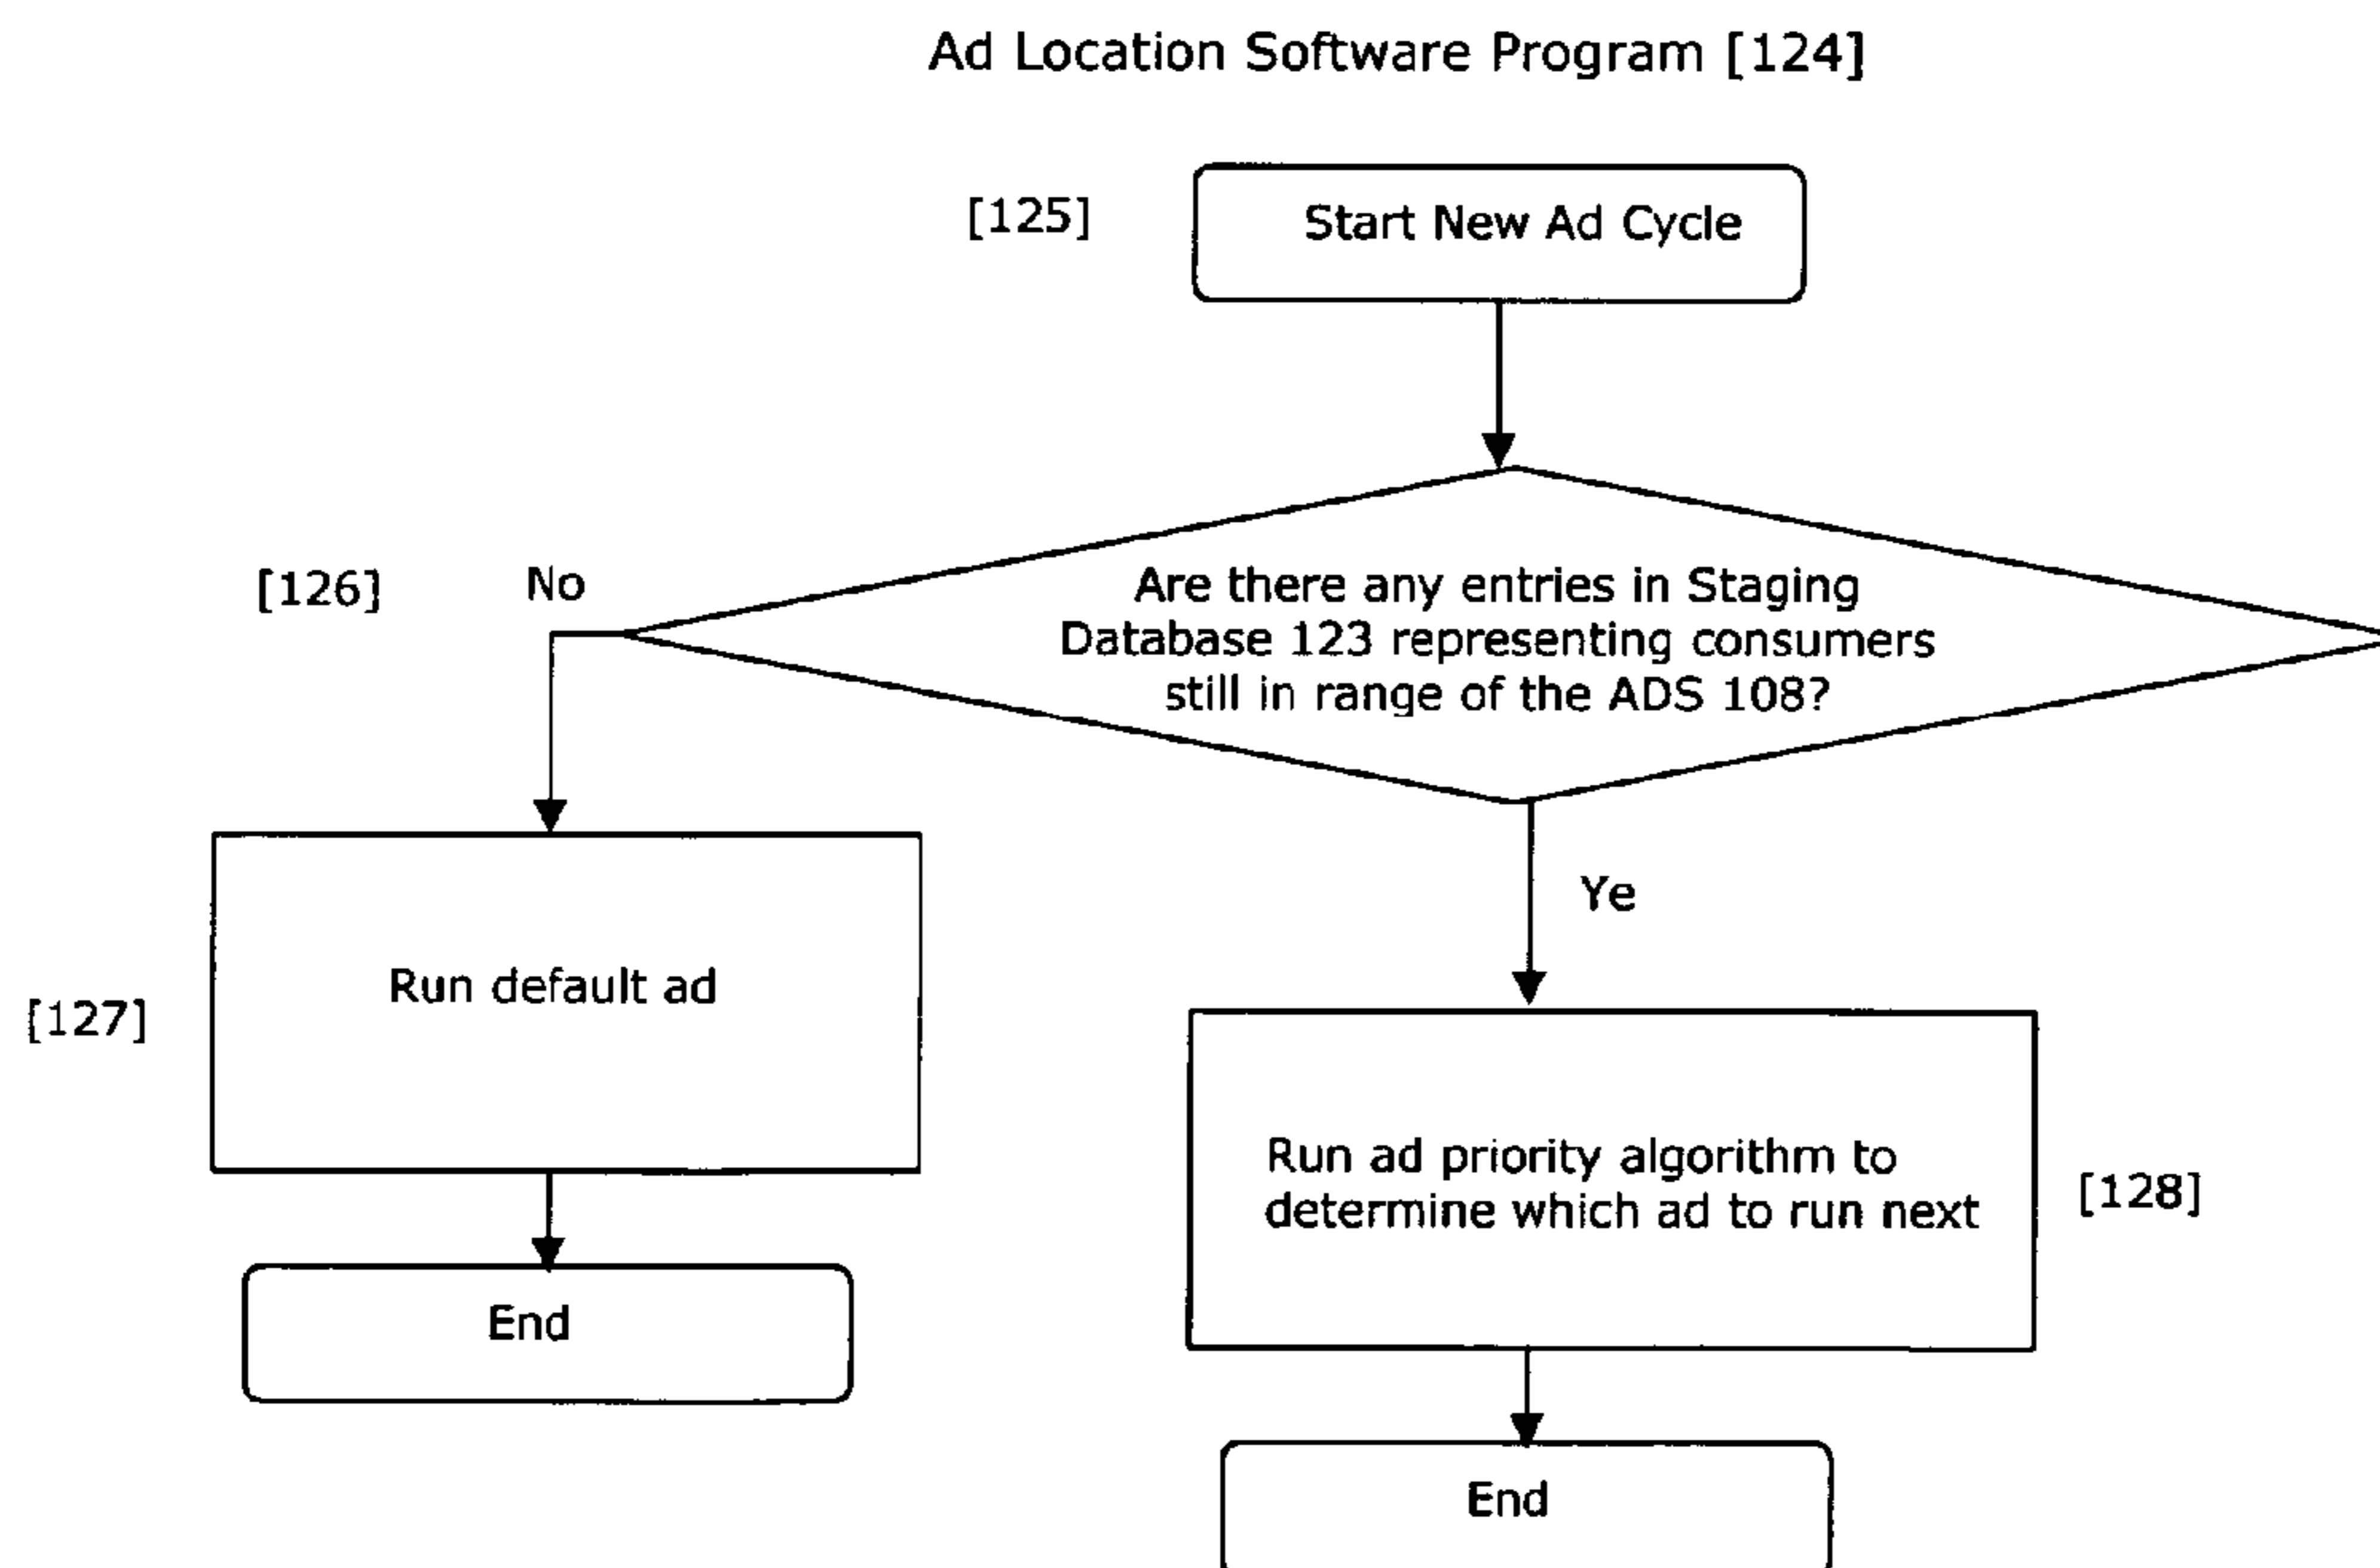 Ad Location Software Program [124]
[125]
Start New Ad Cycle
[126]
No
Are there any entries in Staging
Database 123 representing consumers
still in range of the ADS 108?
Ye
Run default ad
[127]
Run ad priority algorithm to
determine which ad to run next
[128]
End
End